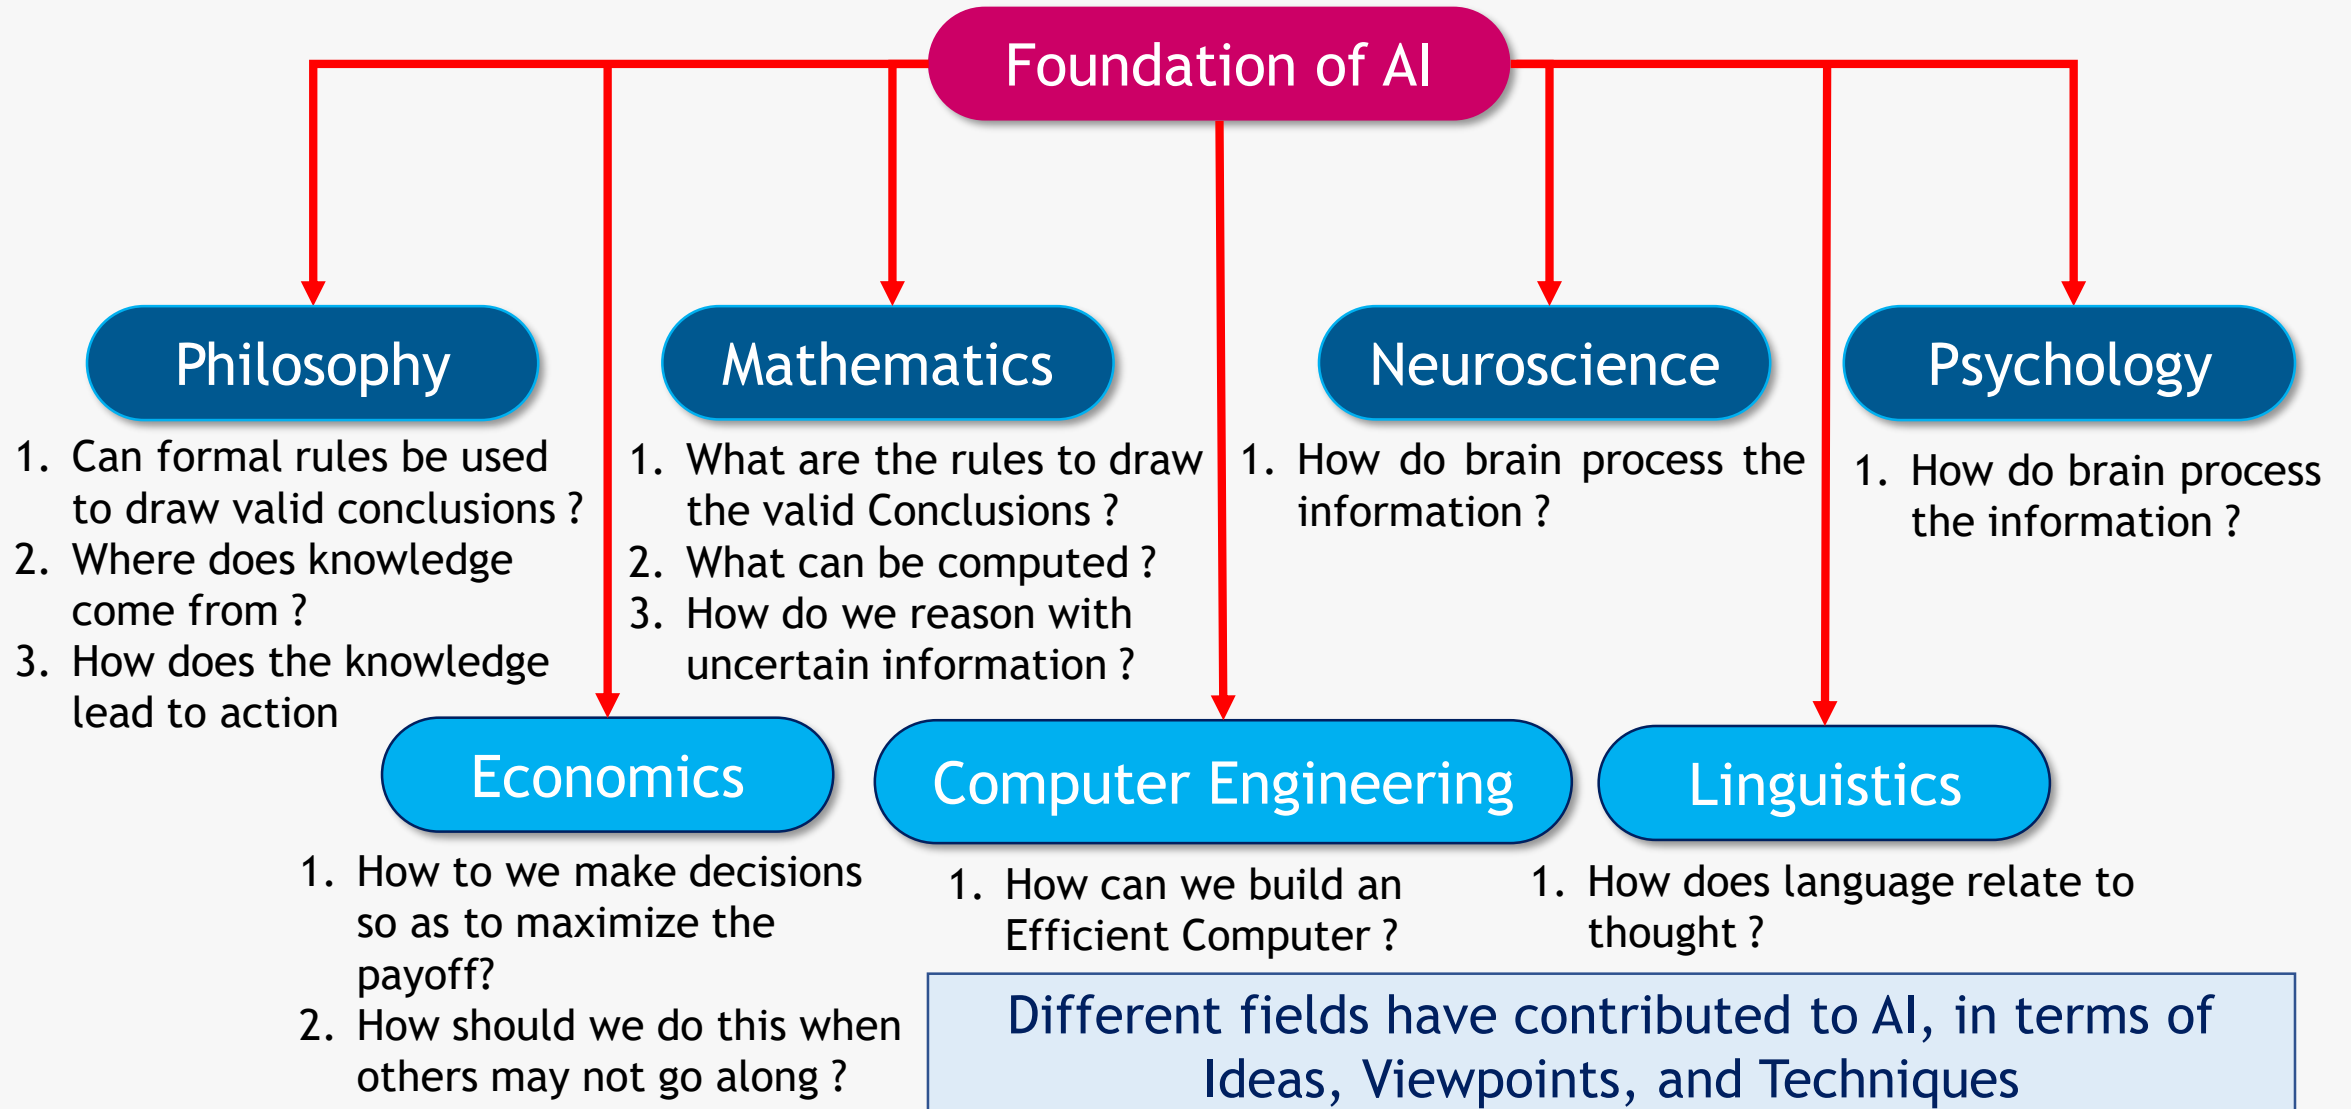 Foundation of AI
Philosophy
1. Can formal rules be used
to draw valid conclusions ?
2. Where does knowledge
come from ?
3. How does the knowledge
lead to action
Mathematics
1. What are the rules to draw
the valid Conclusions ?
2. What can be computed ?
3. How do we reason with
uncertain information ?
Neuroscience
1. How do brain process the
information ?
Psychology
1. How do brain process
the information ?
Economics
1. How to we make decisions
so as to maximize the
payoff?
2. How should we do this when
others may not go along ?
Computer Engineering
1. How can we build an
Efficient Computer ?
Linguistics
1. How does language relate to
thought ?
Different fields have contributed to AI, in terms of
Ideas, Viewpoints, and Techniques